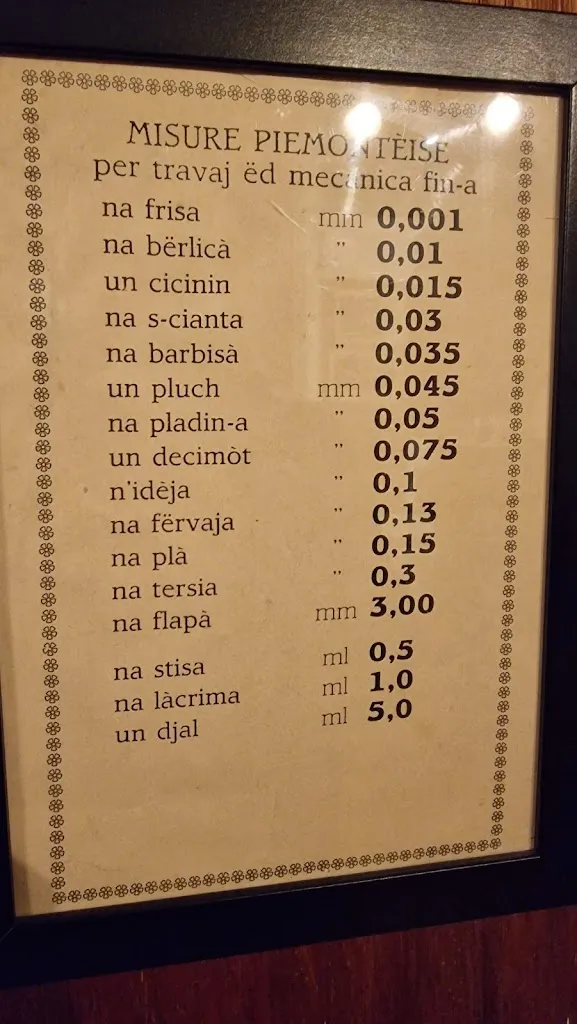 MISURE PIEMONTÈISE
per travaj ëd mecànica fin-a
na frisa mm 0,001
na bërlicà " 0,01
un cicinin " 0,015
na s-cianta " 0,03
na barbisà " 0,035
un pluch mm 0,045
na pladin-a " 0,05
un decimòt " 0,075
n'idèja " 0,1
na fërvaja " 0,13
na plà " 0,15
na tersia " 0,3
na flapà mm 3,00
na stisa ml 0,5
na làcrima ml 1,0
un djal ml 5,0